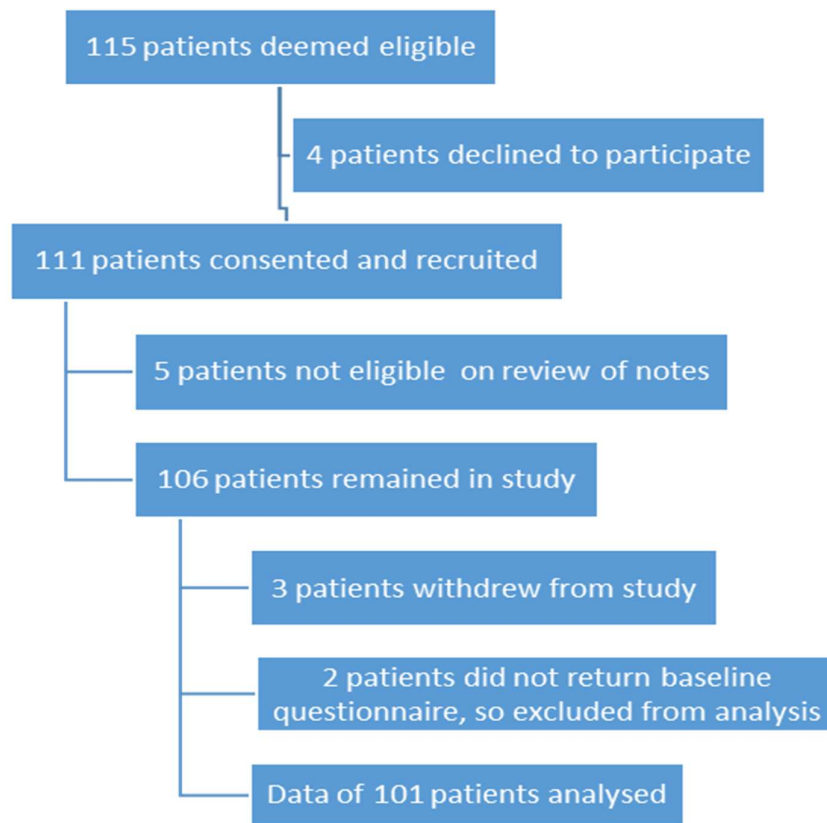 115 patients deemed eligible
4 patients declined to participate
111 patients consented and recruited
5 patients not eligible on review of notes
106 patients remained in study
3 patients withdrew from study
2 patients did not return baseline
questionnaire, so excluded from analysis
Data of 101 patients analysed